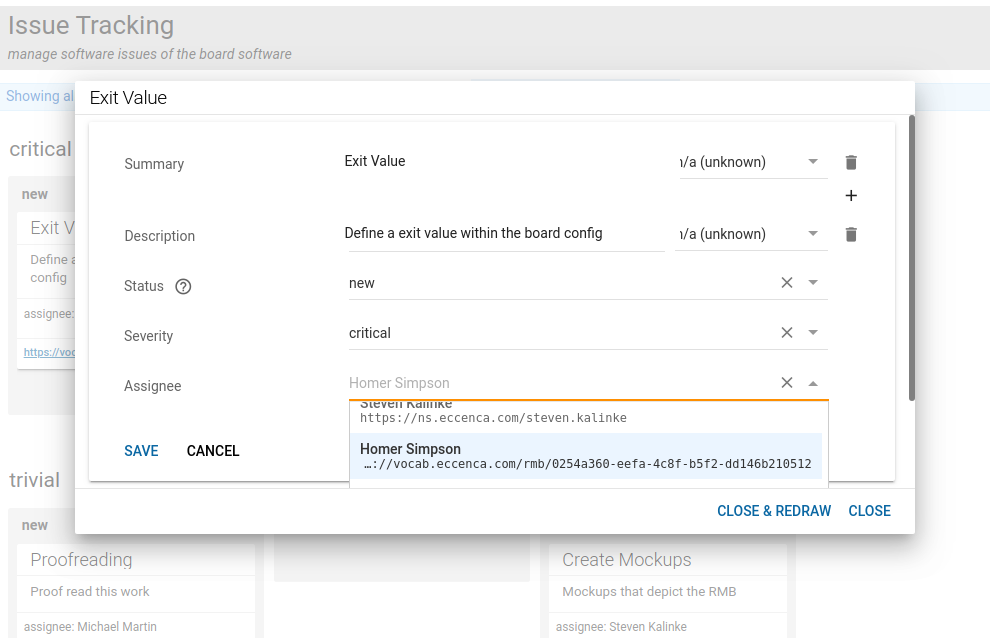 Issue Tracking
manage software issues of the board software
Showing al
Exit Value
critical
new
Exit V
Define a
config
assignee:
https://voc
Summary
Exit Value
n/a (unknown)
Description
Define a exit value within the board config
n/a (unknown)
Status
new
Severity
critical
Assignee
Homer Simpson
Steven Kalinke
https://ns.eccenca.com/steven.kalinke
Homer Simpson
…://vocab.eccenca.com/rmb/0254a360-eefa-4c8f-b5f2-dd146b210512
SAVE CANCEL
CLOSE & REDRAW CLOSE
trivial
new
Proofreading
Proof read this work
assignee: Michael Martin
Create Mockups
Mockups that depict the RMB
assignee: Steven Kalinke